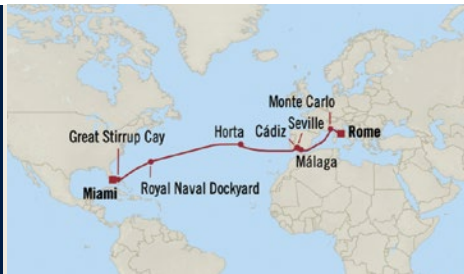 Monte Carlo
Seville
Great Stirrup Cay
Horta
Cádiz
Rome
Málaga
Miami
Royal Naval Dockyard